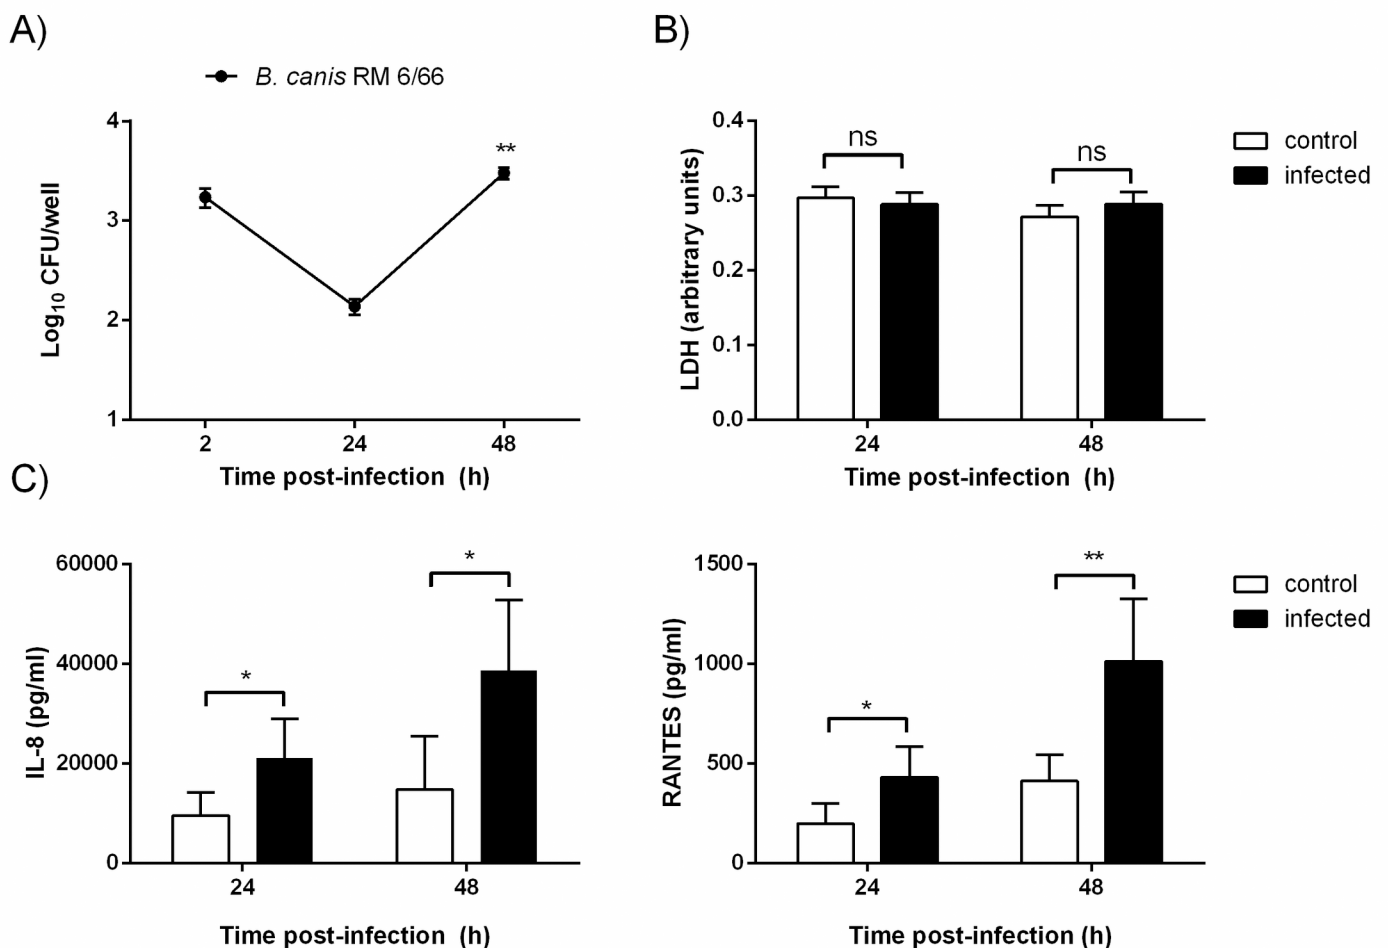 A)
B. canis RM 6/66
4
3
2
1
**
Log10 CFU/well
2 24 48
Time post-infection (h)
B)
0.4
0.3
0.2
0.1
0.0
ns
ns
LDH (arbitrary units)
24 48
Time post-infection (h)
control
infected
C)
60000
40000
20000
0
*
*
IL-8 (pg/ml)
24 48
Time post-infection (h)
1500
1000
500
0
*
**
RANTES (pg/ml)
24 48
Time post-infection (h)
control
infected